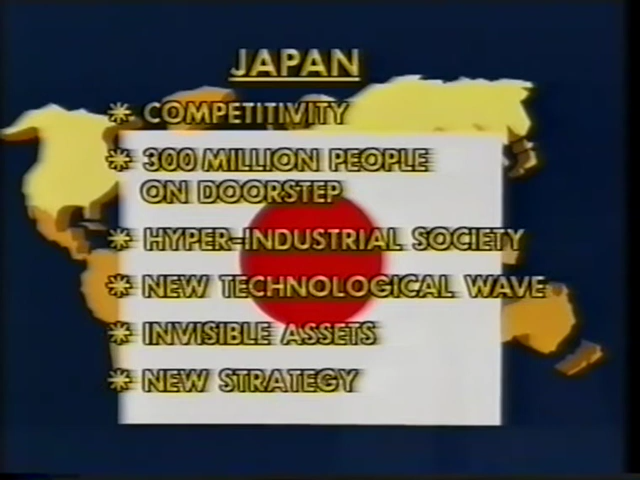 JAPAN
* COMPETITIVITY
* 300 MILLION PEOPLE
ON DOORSTEP
* HYPER-INDUSTRIAL SOCIETY
* NEW TECHNOLOGICAL WAVE
* INVISIBLE ASSETS
* NEW STRATEGY